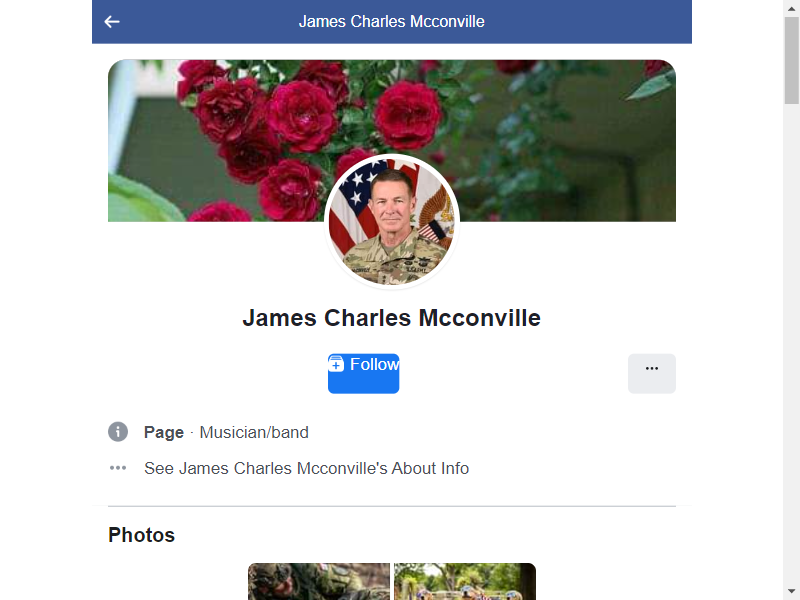 James Charles Mcconville
James Charles Mcconville
Follow
...
Page · Musician/band
See James Charles Mcconville's About Info
Photos